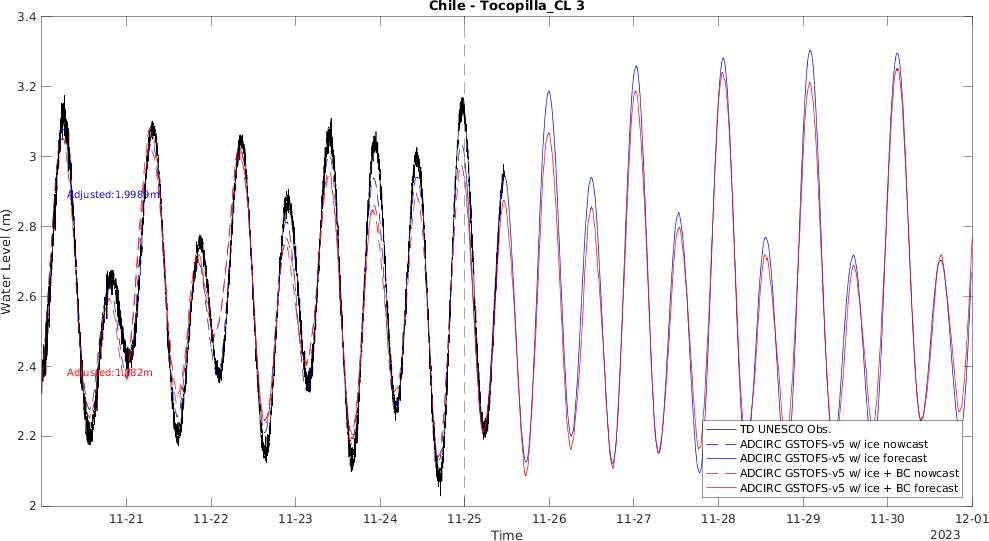 Chile - Tocopilla_CL 3
3.4
3.2
3
2.8
2.6
2.4
2.2
2
Water Level (m)
Adjusted:1.9989m
Adjusted:1.882m
TD UNESCO Obs.
ADCIRC GSTOFS-v5 w/ ice nowcast
ADCIRC GSTOFS-v5 w/ ice forecast
ADCIRC GSTOFS-v5 w/ ice + BC nowcast
ADCIRC GSTOFS-v5 w/ ice + BC forecast
11-21 11-22 11-23 11-24 11-25 11-26 11-27 11-28 11-29 11-30 12-01
Time
2023